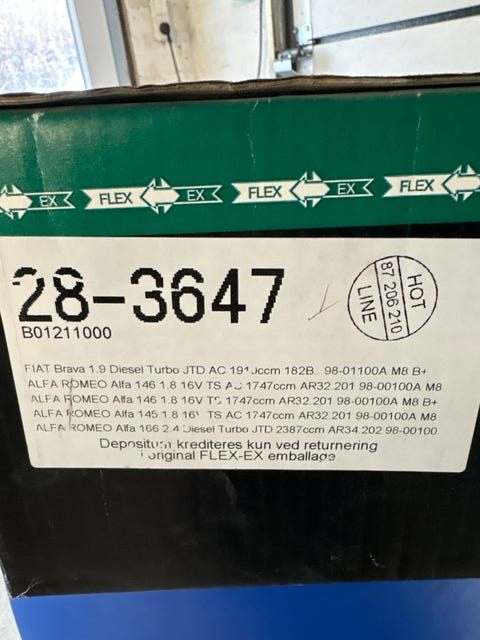 EX FLEX EX FLEX EX FLEX
28-3647
B01211000
HOT
87 206 210
LINE
FIAT Brava 1.9 Diesel Turbo JTD AC 98-01100A M8 B+
ALFA ROMEO Alfa 146 1.8 16V TS AC 1747ccm AR32.201 98-00100A M8
ALFA ROMEO Alfa 146 1.8 16V TS 1747ccm AR32.201 98-00100A M8 B+
ALFA ROMEO Alfa 145 1.8 TS AC 1747ccm AR32.201 98-00100A M8
ALFA ROMEO Alfa 166 2.4 Diesel Turbo JTD 2387ccm AR34.202 98-00100
Depositum krediteres kun ved returnering
i original FLEX-EX emballage